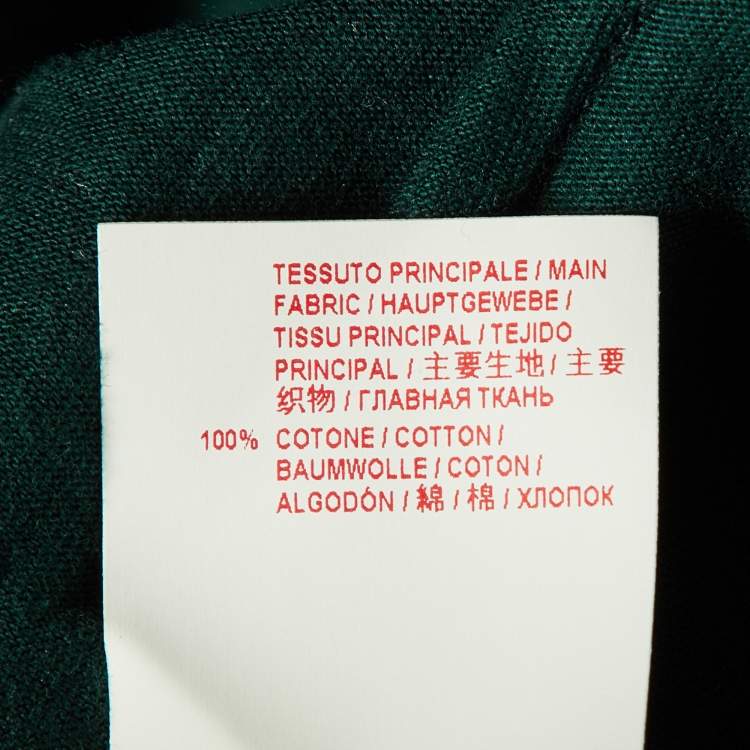 TESSUTO PRINCIPALE / MAIN
FABRIC / HAUPTGEWEBE /
TISSU PRINCIPAL / TEJIDO
PRINCIPAL / 主要生地 / 主要
织物 / ГЛАВНАЯ ТКАНЬ
100% COTONE / COTTON /
BAUMWOLLE / COTON /
ALGODÓN / 綿 / 棉 / ХЛОПОК